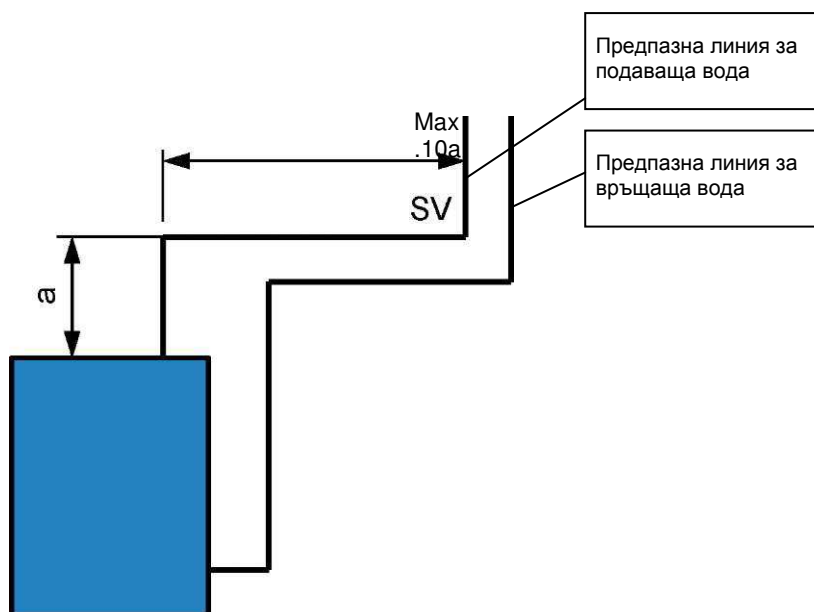 Предпазна линия за
подаваща вода
Max
.10a
Предпазна линия за
връщаща вода
SV
a